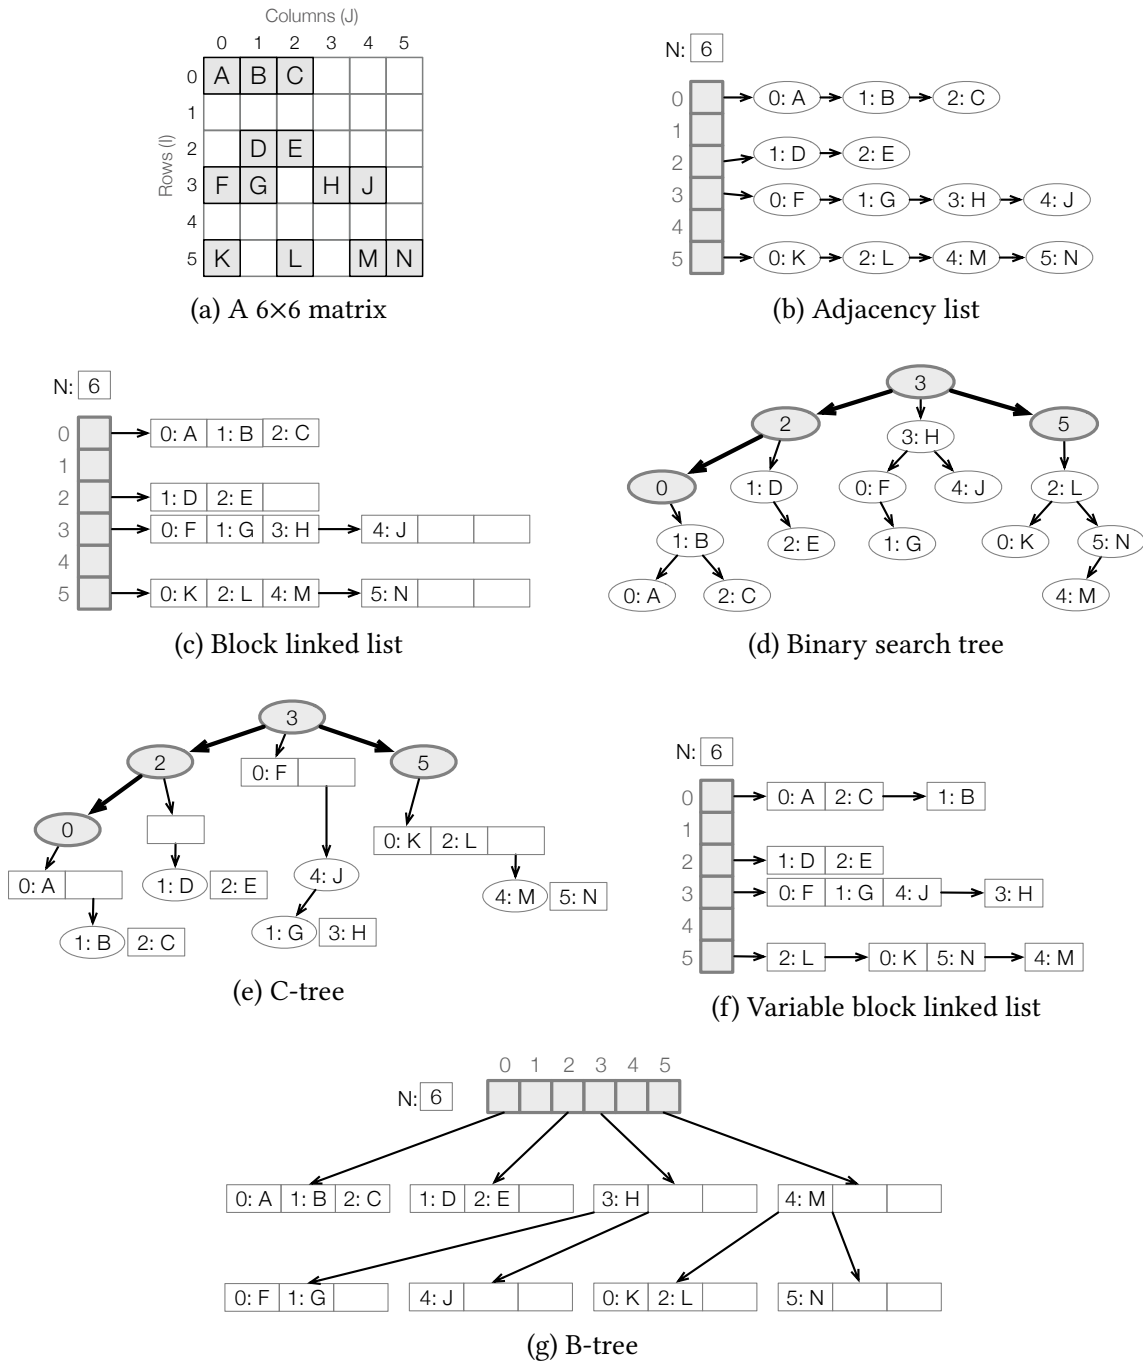 Columns (J)
0 1 2 3 4 5
Rows (I)
0 A B C
1
2 D E
3 F G H J
4
5 K L M N
(a) A 6×6 matrix
N: 6
0 0: A 1: B 2: C
1
2 1: D 2: E
3 0: F 1: G 3: H 4: J
4
5 0: K 2: L 4: M 5: N
(b) Adjacency list
N: 6
0 0: A 1: B 2: C
1
2 1: D 2: E
3 0: F 1: G 3: H 4: J
4
5 0: K 2: L 4: M 5: N
(c) Block linked list
3
2 5
3: H
0 1: D 0: F 4: J 2: L
1: B 2: E 1: G 0: K 5: N
0: A 2: C 4: M
(d) Binary search tree
3
2 5
0: F
0 0: K 2: L
0: A 1: D 2: E 4: J 4: M 5: N
1: B 2: C 1: G 3: H
(e) C-tree
N: 6
0 0: A 2: C 1: B
1
2 1: D 2: E
3 0: F 1: G 4: J 3: H
4
5 2: L 0: K 5: N 4: M
(f) Variable block linked list
0 1 2 3 4 5
N: 6
0: A 1: B 2: C 1: D 2: E 3: H 4: M
0: F 1: G 4: J 0: K 2: L 5: N
(g) B-tree